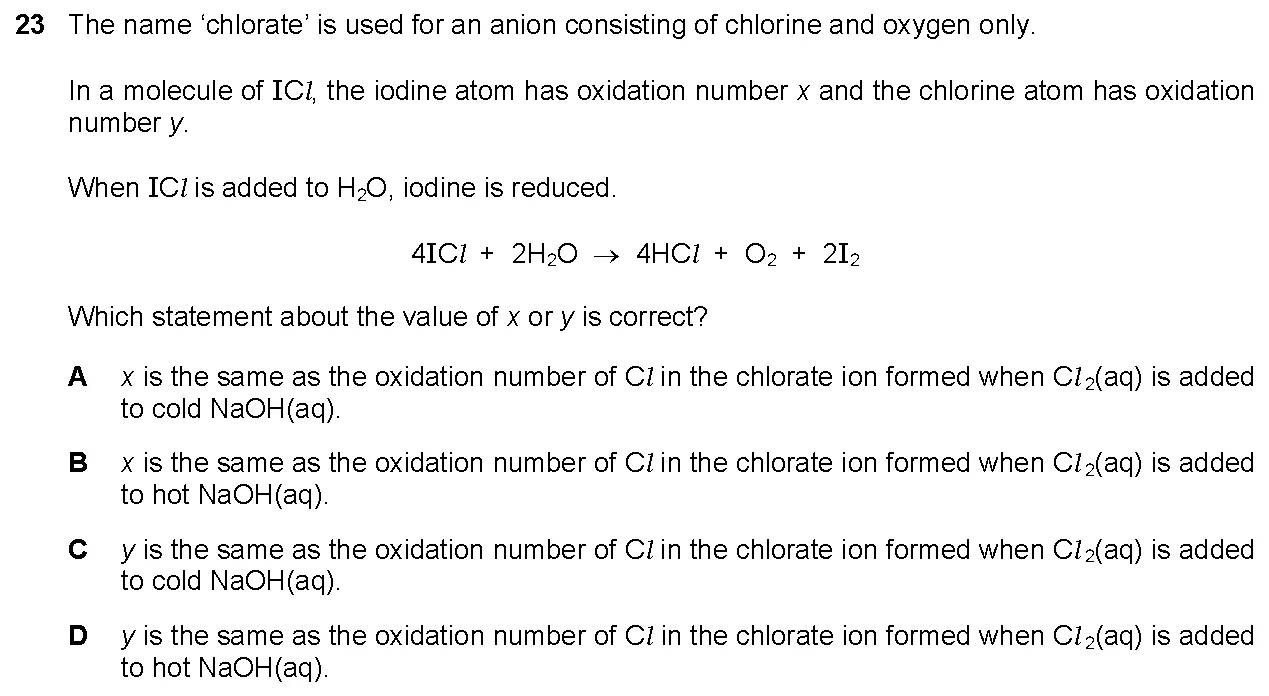 23 The name ‘chlorate’ is used for an anion consisting of chlorine and oxygen only.
In a molecule of ICl, the iodine atom has oxidation number x and the chlorine atom has oxidation
number y.
When ICl is added to H₂O, iodine is reduced.
4ICl + 2H₂O → 4HCl + O₂ + 2I₂
Which statement about the value of x or y is correct?
A x is the same as the oxidation number of Cl in the chlorate ion formed when Cl₂(aq) is added
to cold NaOH(aq).
B x is the same as the oxidation number of Cl in the chlorate ion formed when Cl₂(aq) is added
to hot NaOH(aq).
C y is the same as the oxidation number of Cl in the chlorate ion formed when Cl₂(aq) is added
to cold NaOH(aq).
D y is the same as the oxidation number of Cl in the chlorate ion formed when Cl₂(aq) is added
to hot NaOH(aq).